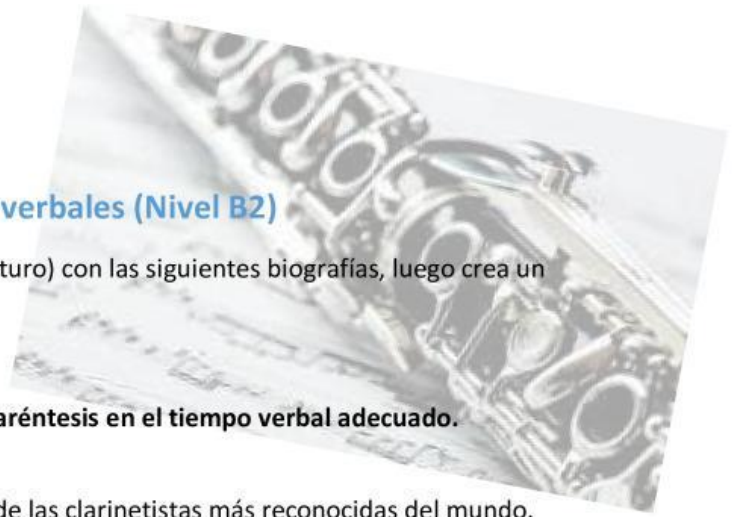 verbales (Nivel B2)
turo) con las siguientes biografías, luego crea un
aréntesis en el tiempo verbal adecuado.
de las clarinetistas más reconocidas del mundo.